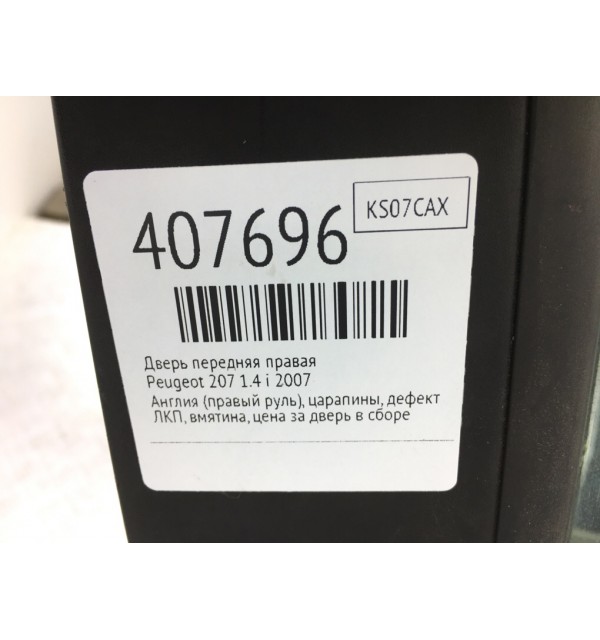 KS07CAX
407696
Дверь передняя правая
Peugeot 207 1.4 i 2007
Англия (правый руль), царапины, дефект
ЛКП, вмятина, цена за дверь в сборе